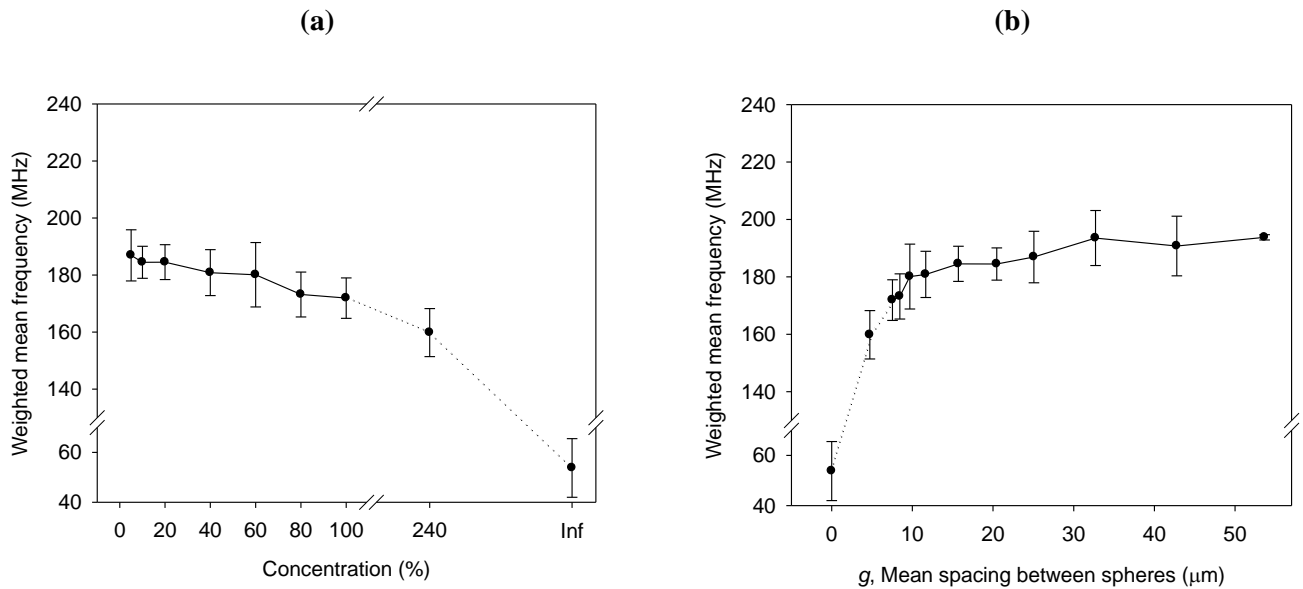 (a)
Weighted mean frequency (MHz)
240
220
200
180
160
140
60
40
0 20 40 60 80 100 240 Inf
Concentration (%)
(b)
Weighted mean frequency (MHz)
240
220
200
180
160
140
60
40
0 10 20 30 40 50
g, Mean spacing between spheres (μm)